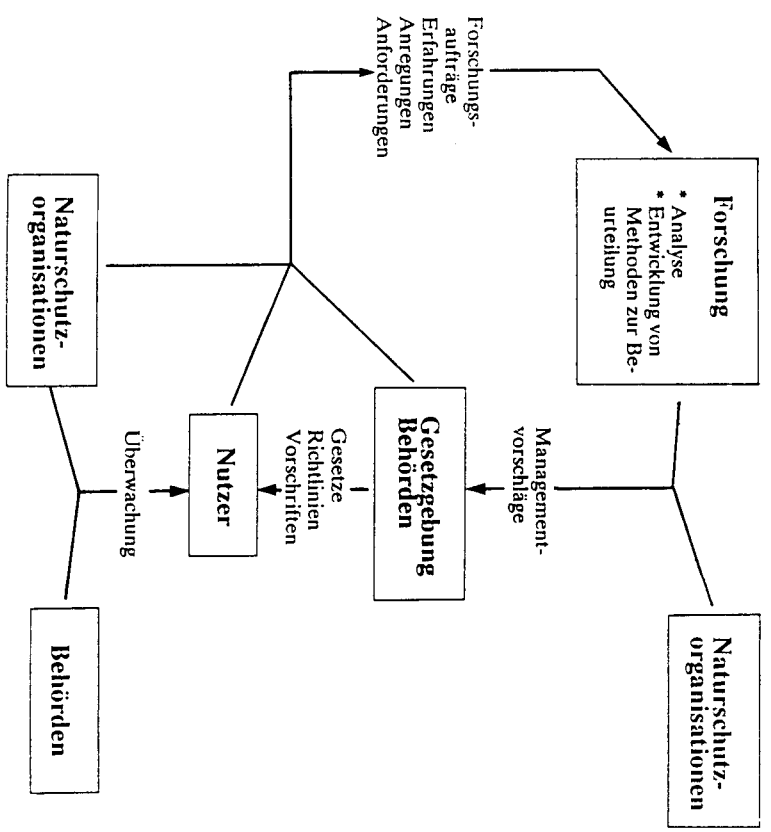 Forschung
* Analyse
* Entwicklung von
Methoden zur Be-
urteilung
Naturschutz-
organisationen
Management-
vorschläge
Forschungs-
aufträge
Erfahrungen
Anregungen
Anforderungen
Gesetzgebung
Behörden
Gesetze
Richtlinien
Vorschriften
Nutzer
Überwachung
Naturschutz-
organisationen
Behörden